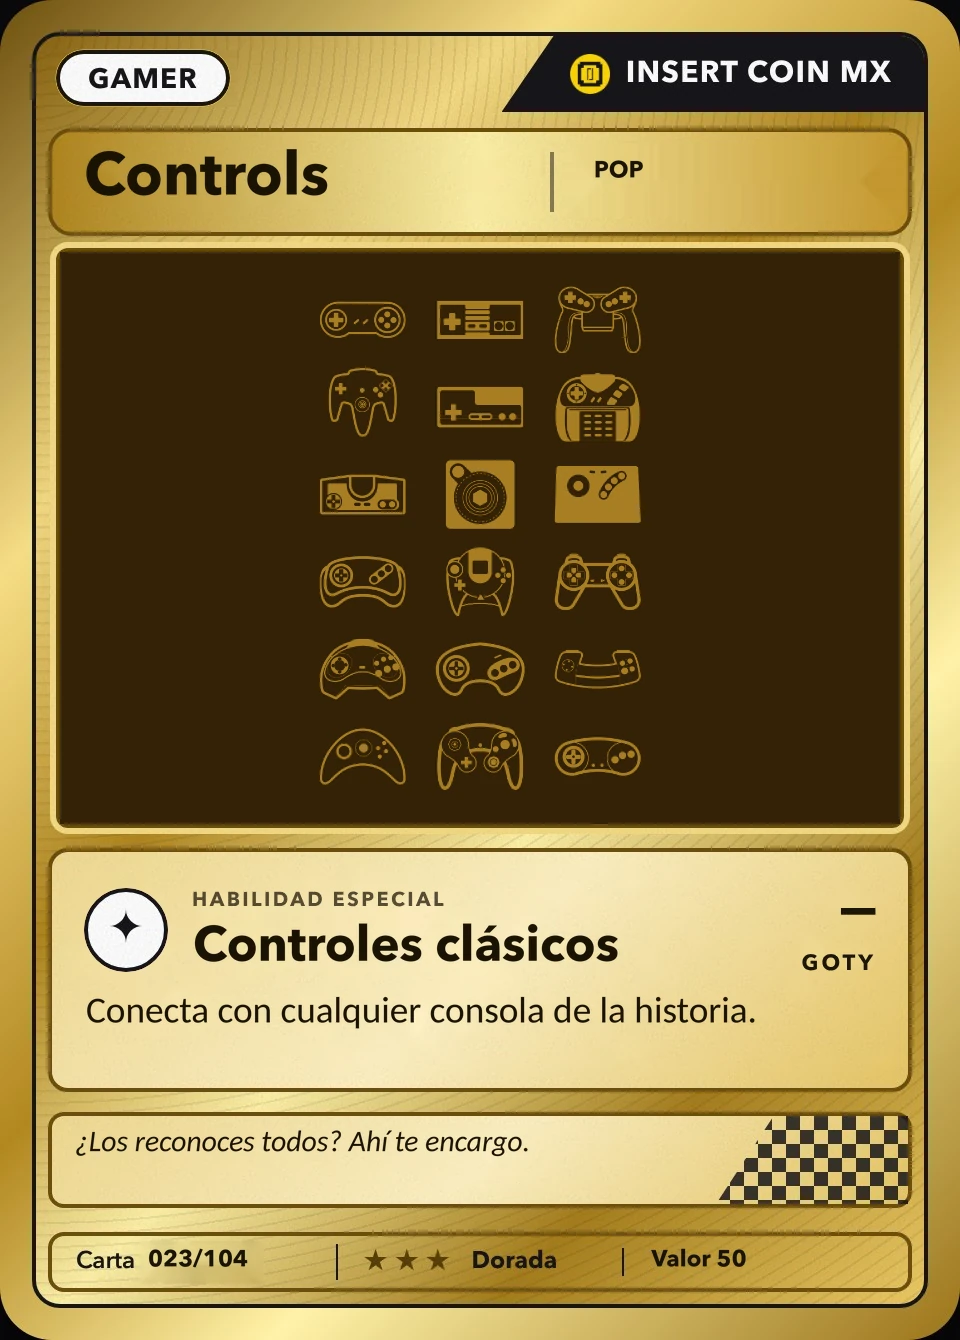 GAMER
INSERT COIN MX
Controls
POP
HABILIDAD ESPECIAL
Controles clásicos
—
GOTY
Conecta con cualquier consola de la historia.
¿Los reconoces todos? Ahí te encargo.
Carta 023/104
★★★ Dorada
Valor 50